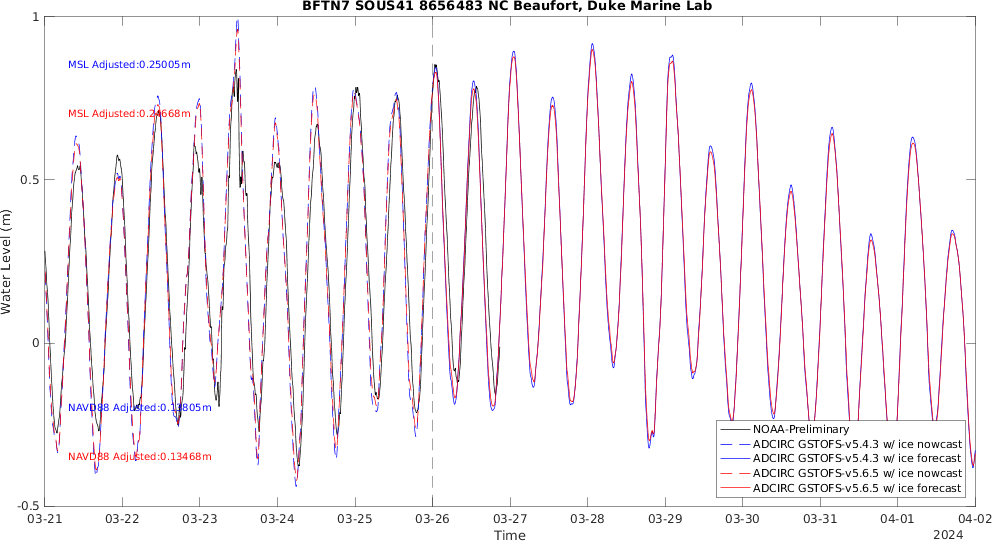 BFTN7 SOUS41 8656483 NC Beaufort, Duke Marine Lab
1
0.5
0
-0.5
Water Level (m)
MSL Adjusted:0.25005m
MSL Adjusted:0.24668m
NAVD88 Adjusted:0.13805m
NAVD88 Adjusted:0.13468m
NOAA-Preliminary
ADCIRC GSTOFS-v5.4.3 w/ ice nowcast
ADCIRC GSTOFS-v5.4.3 w/ ice forecast
ADCIRC GSTOFS-v5.6.5 w/ ice nowcast
ADCIRC GSTOFS-v5.6.5 w/ ice forecast
03-21 03-22 03-23 03-24 03-25 03-26 03-27 03-28 03-29 03-30 03-31 04-01 04-02
Time
2024